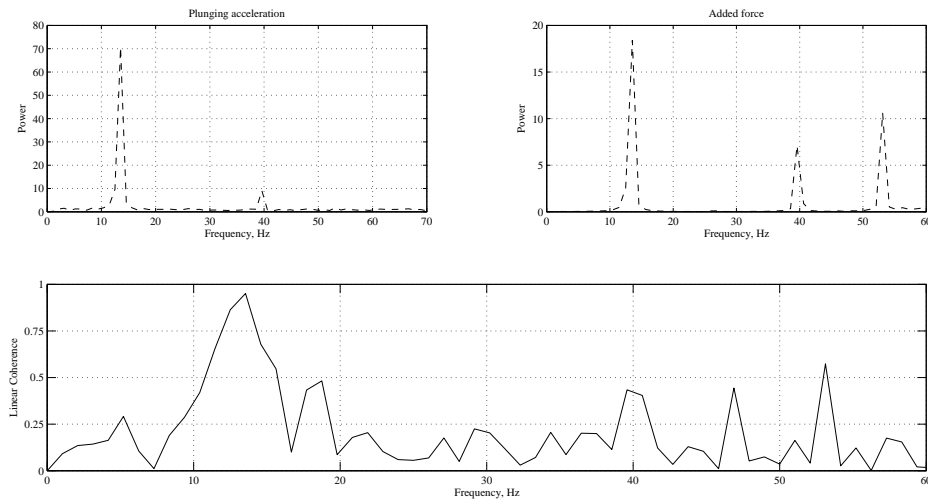 Plunging acceleration
Power
80
70
60
50
40
30
20
10
0
0 10 20 30 40 50 60 70
Frequency, Hz
Added force
Power
20
15
10
5
0
0 10 20 30 40 50 60
Frequency, Hz
Linear Coherence
1
0.75
0.5
0.25
0
0 10 20 30 40 50 60
Frequency, Hz